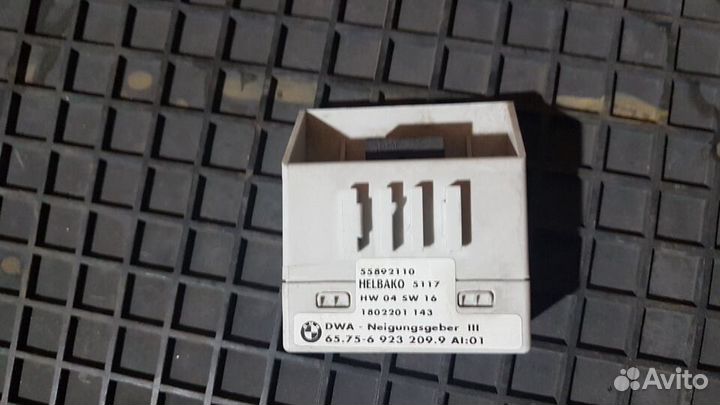 55892110
HELBAKO 5117
HW 04 SW 16
1802201 143
DWA - Neigungsgeber III
65.75-6 923 209.9 AI:01
Avito